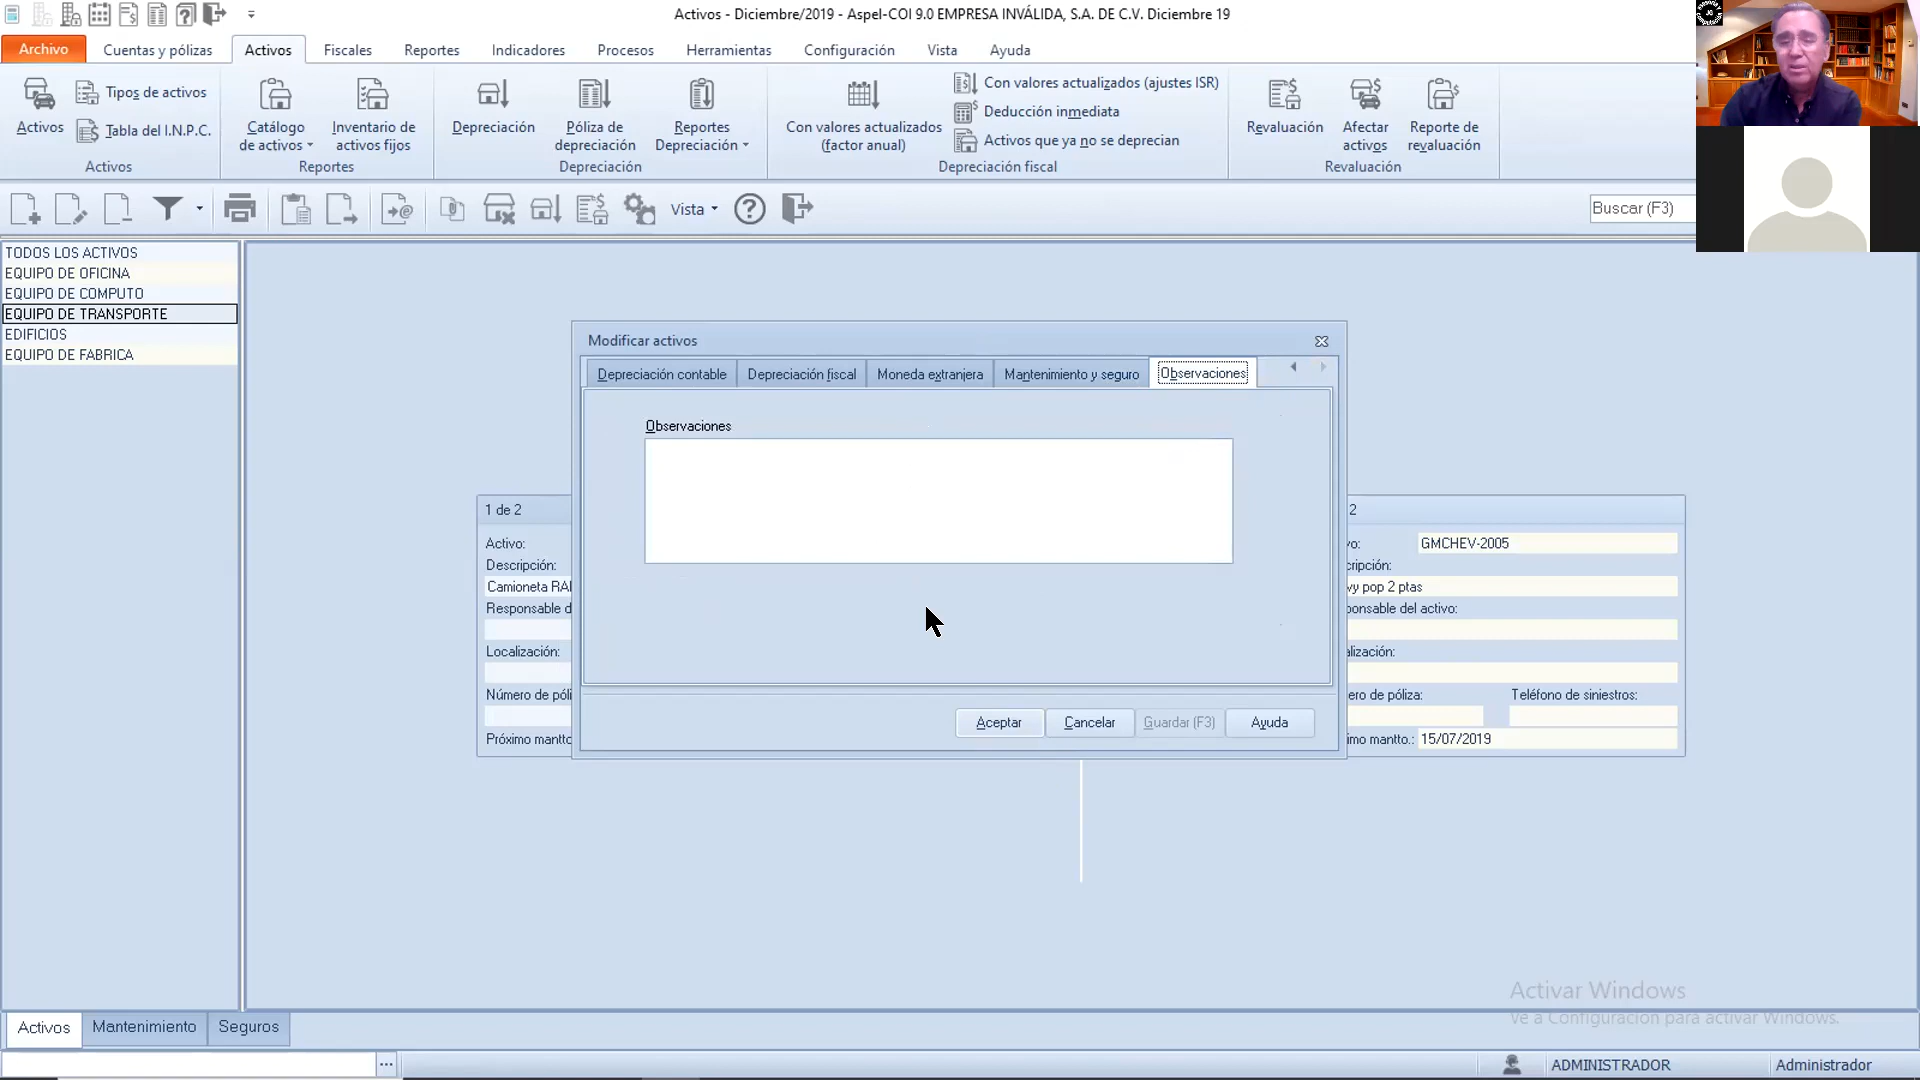 Activos - Diciembre/2019 - Aspel-COI 9.0 EMPRESA INVÁLIDA, S.A. DE C.V. Diciembre 19
Archivo
Cuentas y pólizas
Activos
Fiscales
Reportes
Indicadores
Procesos
Herramientas
Configuración
Vista
Ayuda
Activos
Tipos de activos
Tabla del I.N.P.C.
Activos
Catálogo
de activos
Inventario de
activos fijos
Reportes
Depreciación
Póliza de
depreciación
Reportes
Depreciación
Depreciación
Con valores actualizados
(factor anual)
Con valores actualizados (ajustes ISR)
Deducción inmediata
Activos que ya no se deprecian
Depreciación fiscal
Revaluación
Afectar
activos
Reporte de
revaluación
Revaluación
Vista
Buscar (F3)
TODOS LOS ACTIVOS
EQUIPO DE OFICINA
EQUIPO DE COMPUTO
EQUIPO DE TRANSPORTE
EDIFICIOS
EQUIPO DE FABRICA
Modificar activos
Depreciación contable
Depreciación fiscal
Moneda extranjera
Mantenimiento y seguro
Observaciones
Observaciones
Aceptar
Cancelar
Guardar (F3)
Ayuda
1 de 2
Activo:
Descripción:
Camioneta RA
Responsable d
Localización:
Número de póli
Próximo mantto
2
vo: GMCHEV-2005
cripción:
vy pop 2 ptas
ponsable del activo:
alización:
ero de póliza:
Teléfono de siniestros:
imo mantto.: 15/07/2019
Activar Windows
Ve a Configuración para activar Windows.
Activos
Mantenimiento
Seguros
...
ADMINISTRADOR
Administrador